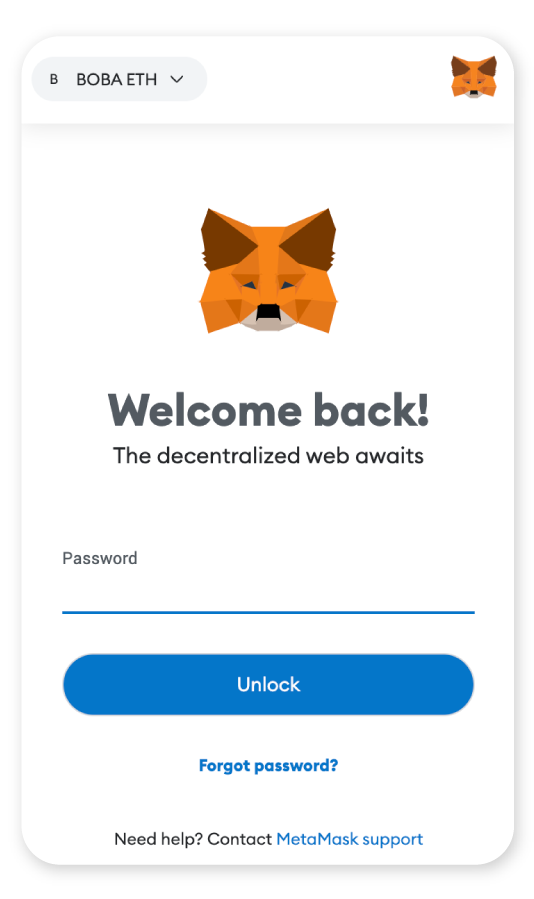 B BOBA ETH
Welcome back!
The decentralized web awaits
Password
Unlock
Forgot password?
Need help? Contact MetaMask support